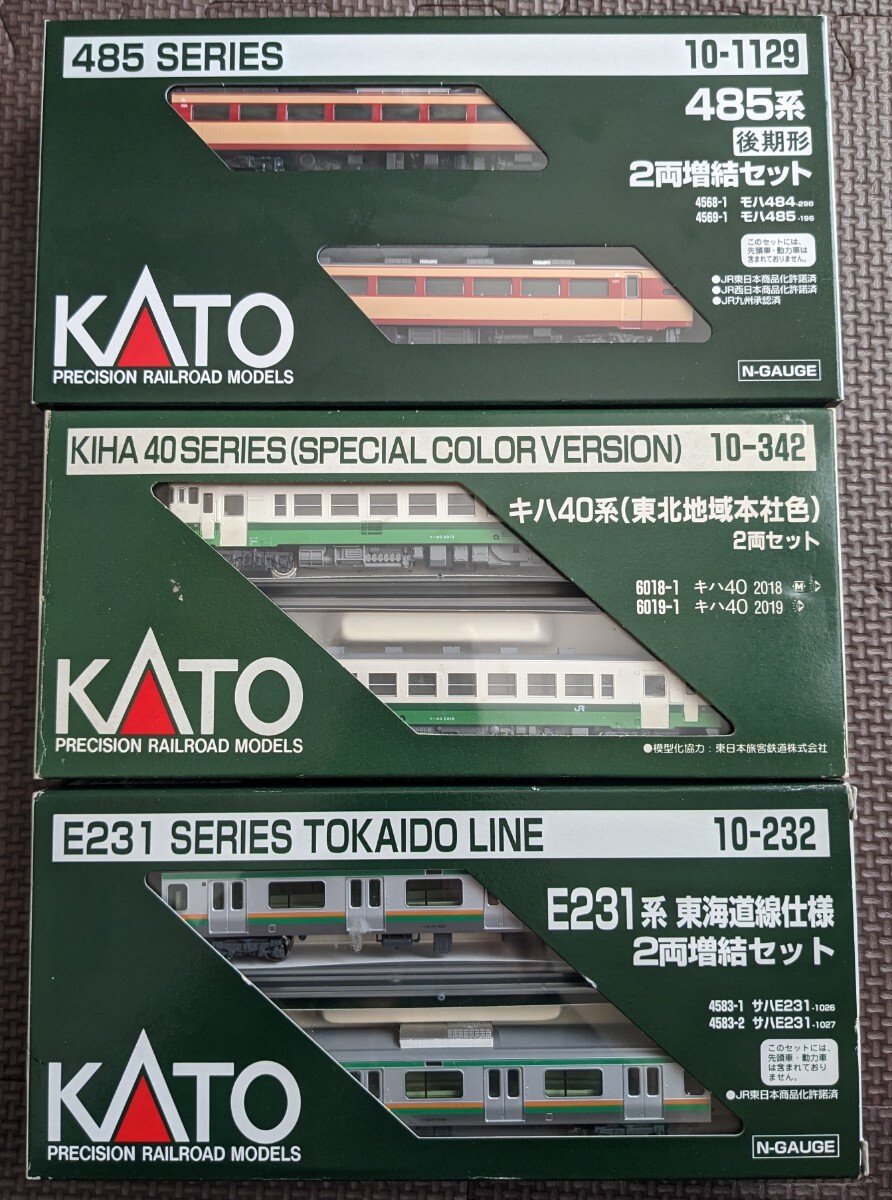 485 SERIES 10-1129
485系
後期形
2両増結セット
4568-1 モハ484-298
4569-1 モハ485-195
このセットには、
先頭車・動力車は
含まれておりません。
●JR東日本商品化許諾済
●JR西日本商品化許諾済
●JR九州承認済
KATO
PRECISION RAILROAD MODELS
N-GAUGE
KIHA 40 SERIES (SPECIAL COLOR VERSION) 10-342
キハ40系(東北地域本社色)
2両セット
6018-1 キハ40 2018 M
6019-1 キハ40 2019
JR
KATO
PRECISION RAILROAD MODELS
●模型化協力：東日本旅客鉄道株式会社
E231 SERIES TOKAIDO LINE 10-232
E231系 東海道線仕様
2両増結セット
4583-1 サハE231-1026
4583-2 サハE231-1027
このセットには、
先頭車・動力車
は含まれており
ません。
●JR東日本商品化許諾済
KATO
PRECISION RAILROAD MODELS
N-GAUGE